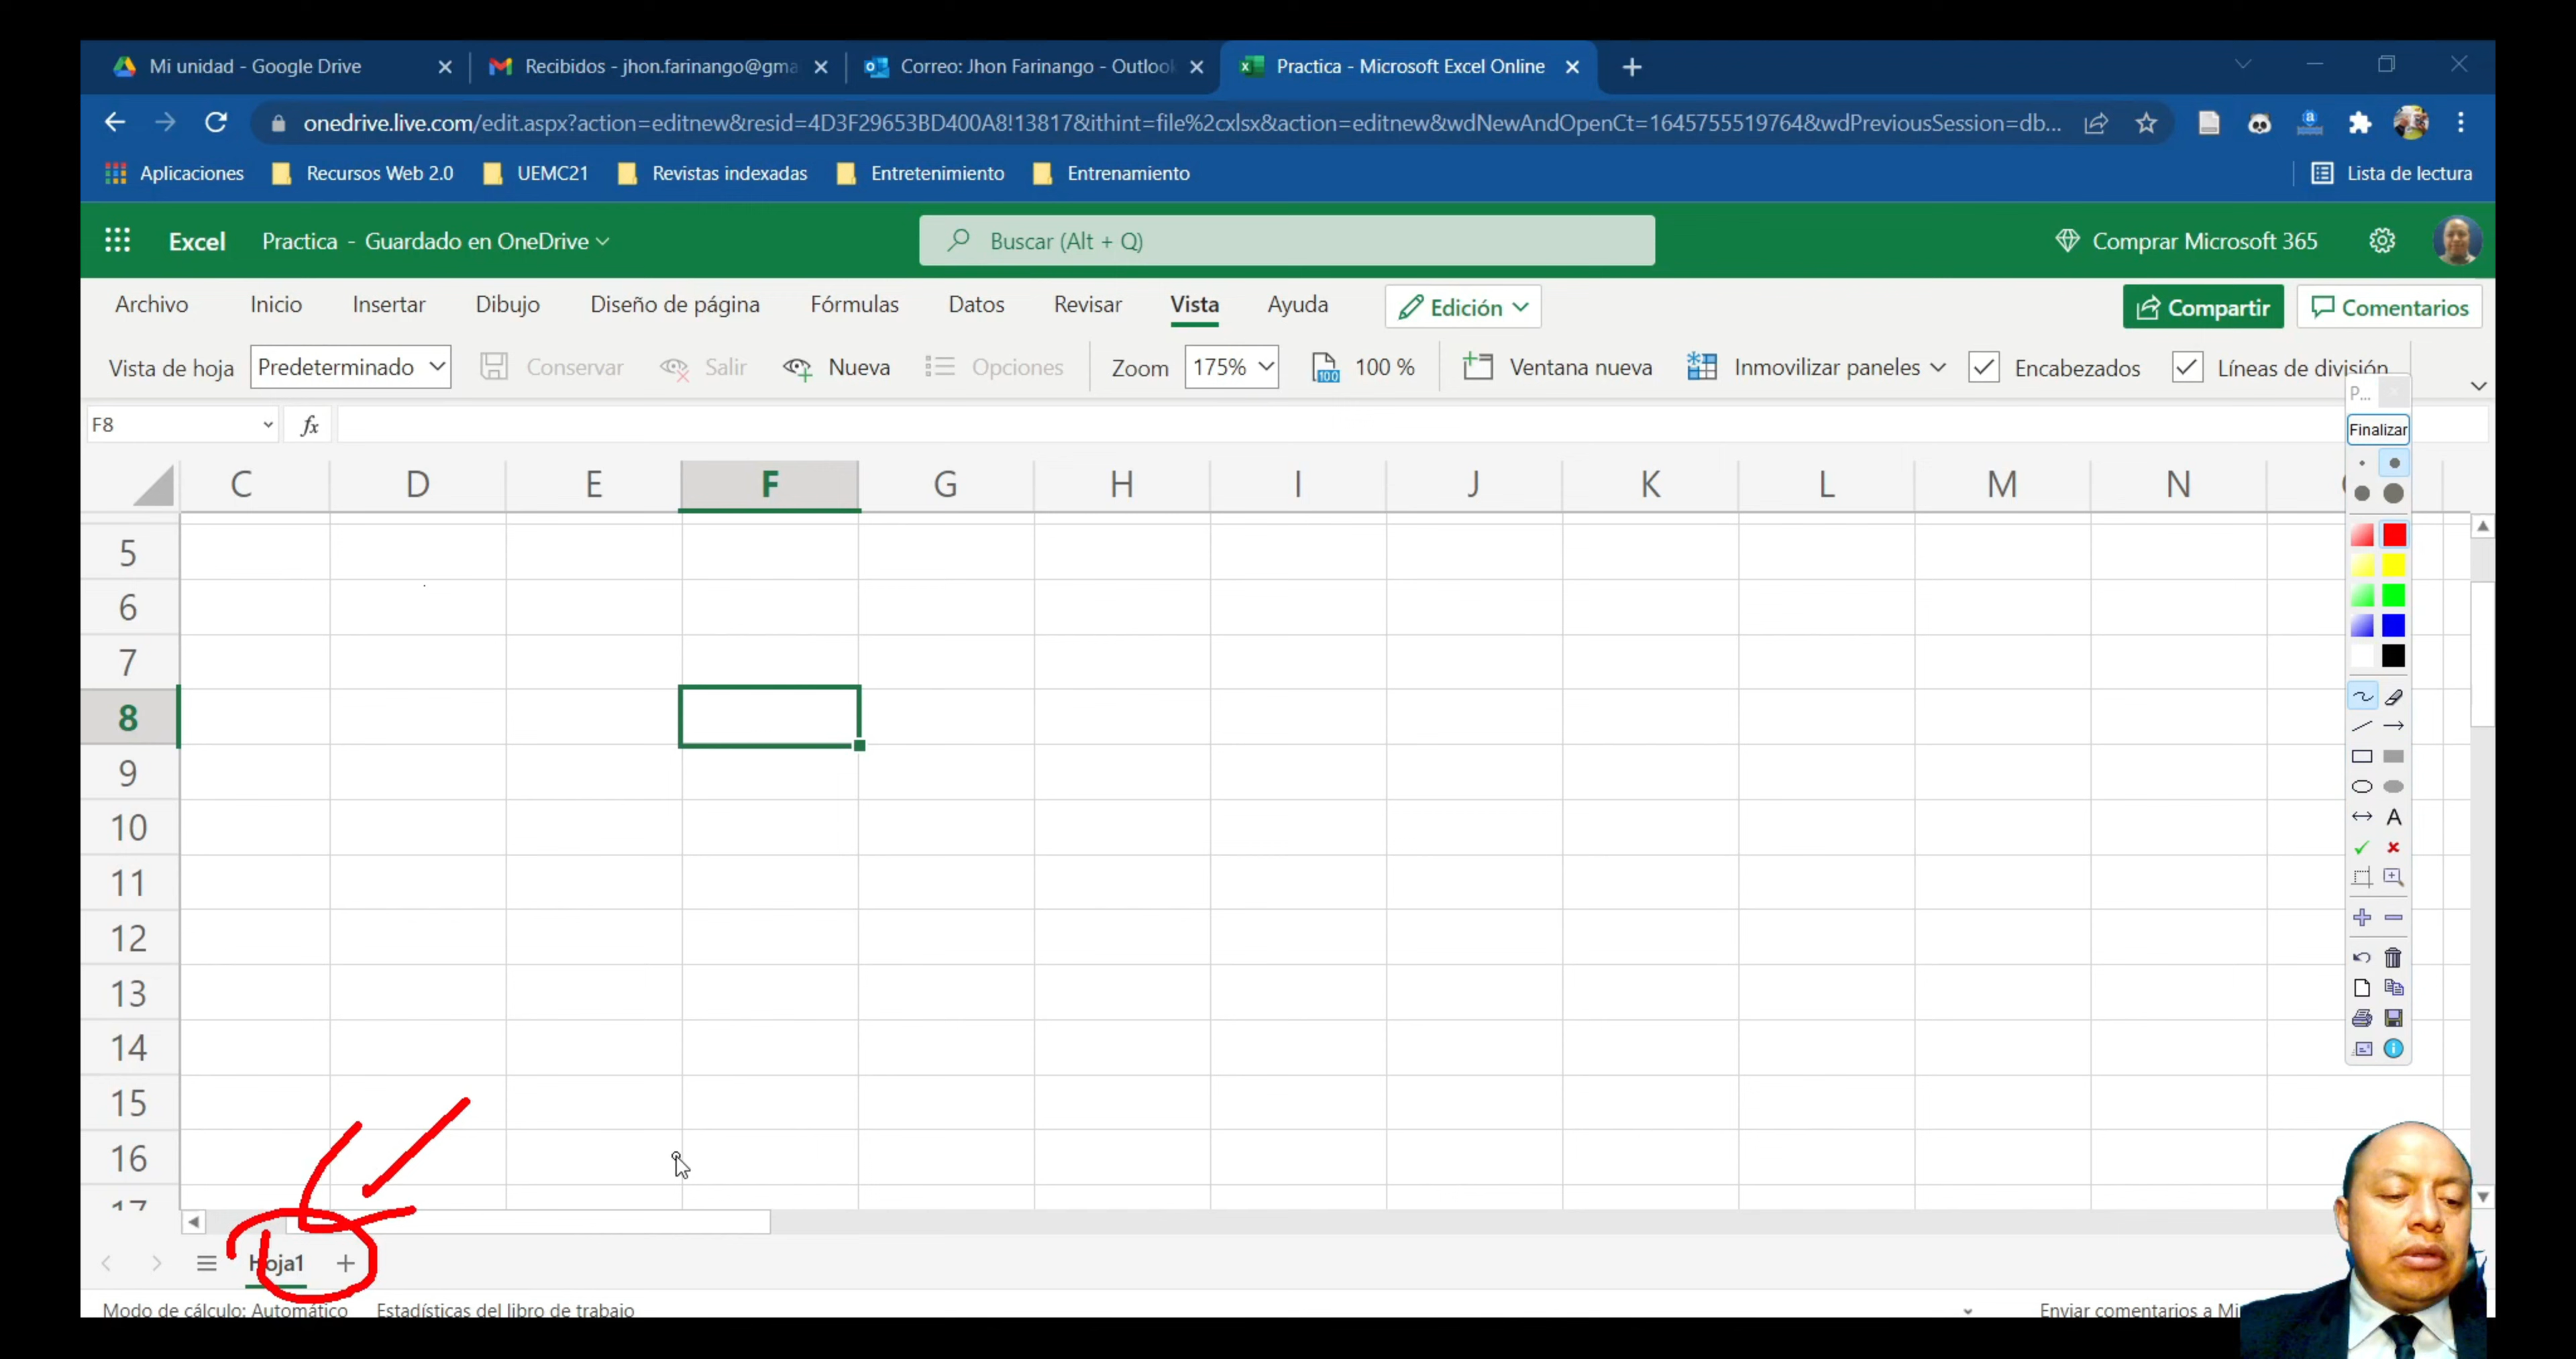 Mi unidad - Google Drive
Recibidos - jhon.farinango@gma
Correo: Jhon Farinango - Outlook
Practica - Microsoft Excel Online
onedrive.live.com/edit.aspx?action=editnew&resid=4D3F29653BD400A8!13817&ithint=file%2cxlsx&action=editnew&wdNewAndOpenCt=1645755519764&wdPreviousSession=db...
Aplicaciones Recursos Web 2.0 UEMC21 Revistas indexadas Entretenimiento Entrenamiento Lista de lectura
Excel Practica - Guardado en OneDrive Buscar (Alt + Q) Comprar Microsoft 365
Archivo Inicio Insertar Dibujo Diseño de página Fórmulas Datos Revisar Vista Ayuda Edición Compartir Comentarios
Vista de hoja Predeterminado Conservar Salir Nueva Opciones Zoom 175% 100 % Ventana nueva Inmovilizar paneles Encabezados Líneas de división
P...
F8 fx
Finalizar
C D E F G H I J K L M N
5
6
7
8
9
10
11
12
13
14
15
16
17
A
Hoja1 +
Modo de cálculo: Automático Estadísticas del libro de trabajo Enviar comentarios a Mi